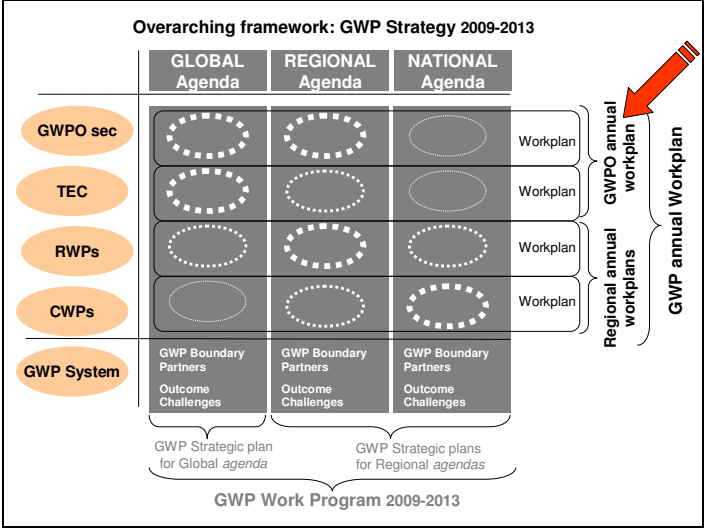 Overarching framework: GWP Strategy 2009-2013
GLOBAL
Agenda
REGIONAL
Agenda
NATIONAL
Agenda
GWPO sec
Workplan
TEC
Workplan
RWPs
Workplan
CWPs
Workplan
GWPO annual
workplan
Regional annual
workplans
GWP annual Workplan
GWP System
GWP Boundary
Partners
Outcome
Challenges
GWP Boundary
Partners
Outcome
Challenges
GWP Boundary
Partners
Outcome
Challenges
GWP Strategic plan
for Global agenda
GWP Strategic plans
for Regional agendas
GWP Work Program 2009-2013